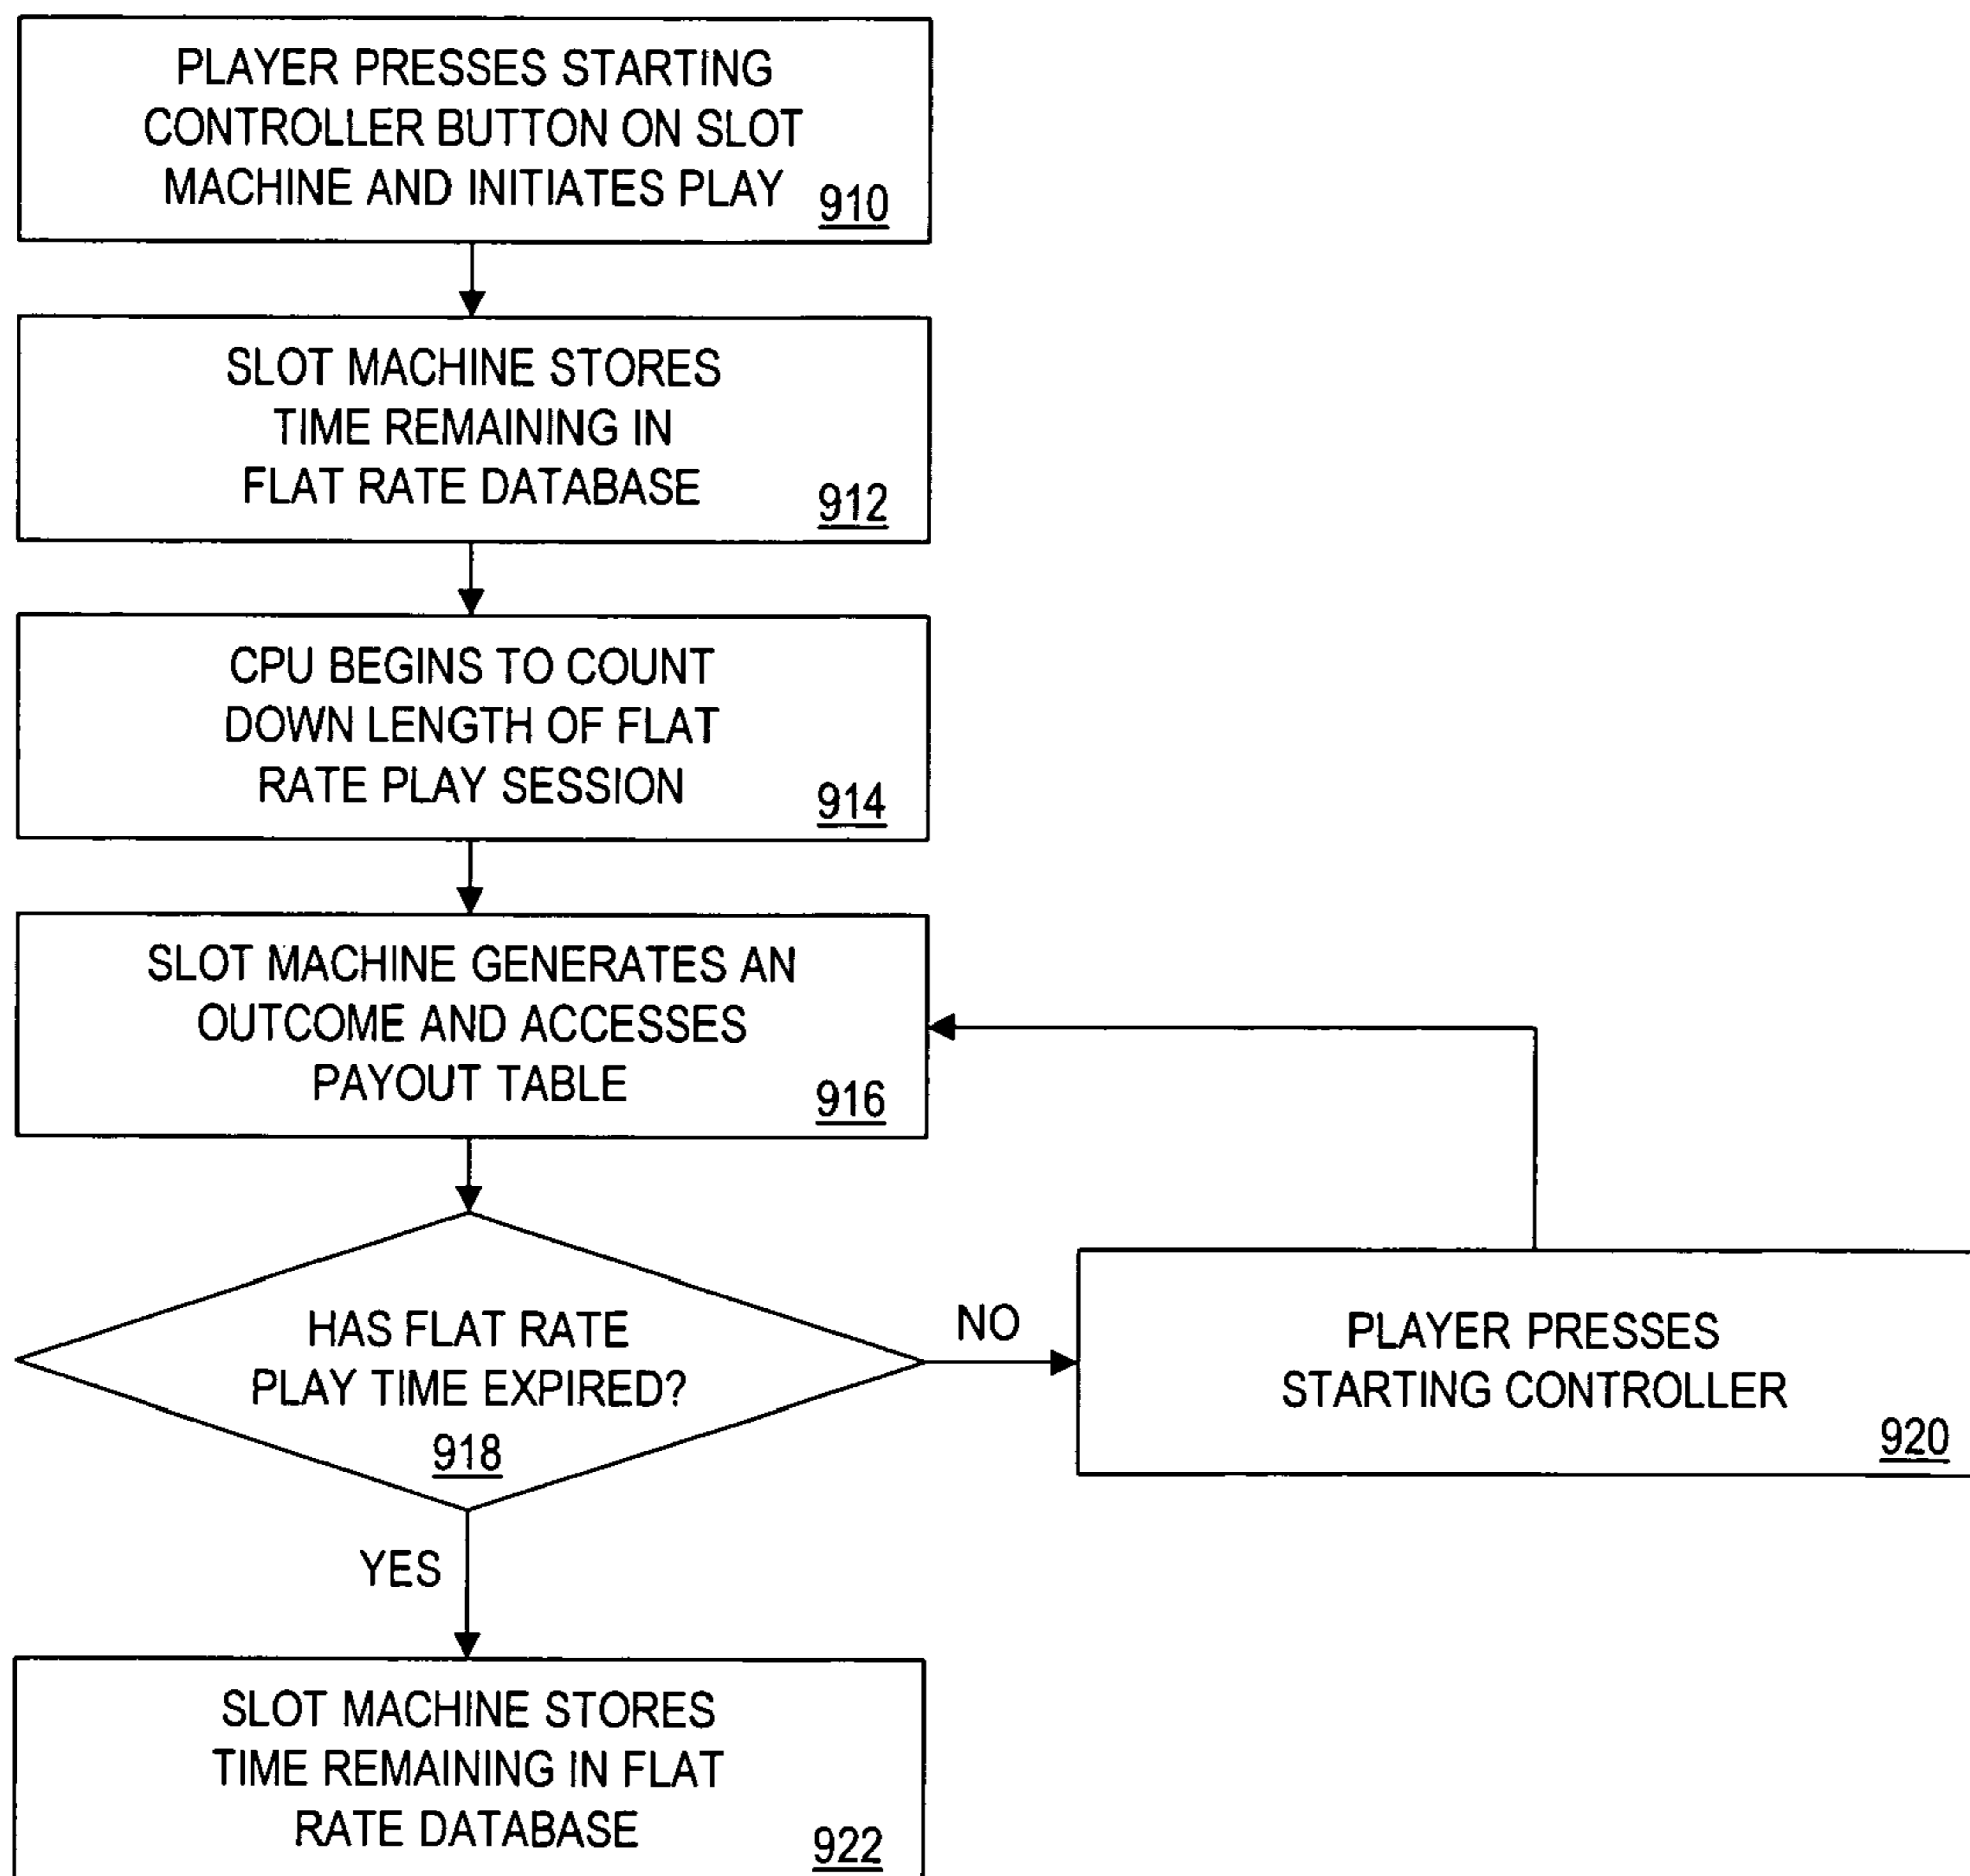 PLAYER PRESSES STARTING
CONTROLLER BUTTON ON SLOT
MACHINE AND INITIATES PLAY
910
SLOT MACHINE STORES
TIME REMAINING IN
FLAT RATE DATABASE
912
CPU BEGINS TO COUNT
DOWN LENGTH OF FLAT
RATE PLAY SESSION
914
SLOT MACHINE GENERATES AN
OUTCOME AND ACCESSES
PAYOUT TABLE
916
HAS FLAT RATE
PLAY TIME EXPIRED?
918
NO
PLAYER PRESSES
STARTING CONTROLLER
920
YES
SLOT MACHINE STORES
TIME REMAINING IN FLAT
RATE DATABASE
922